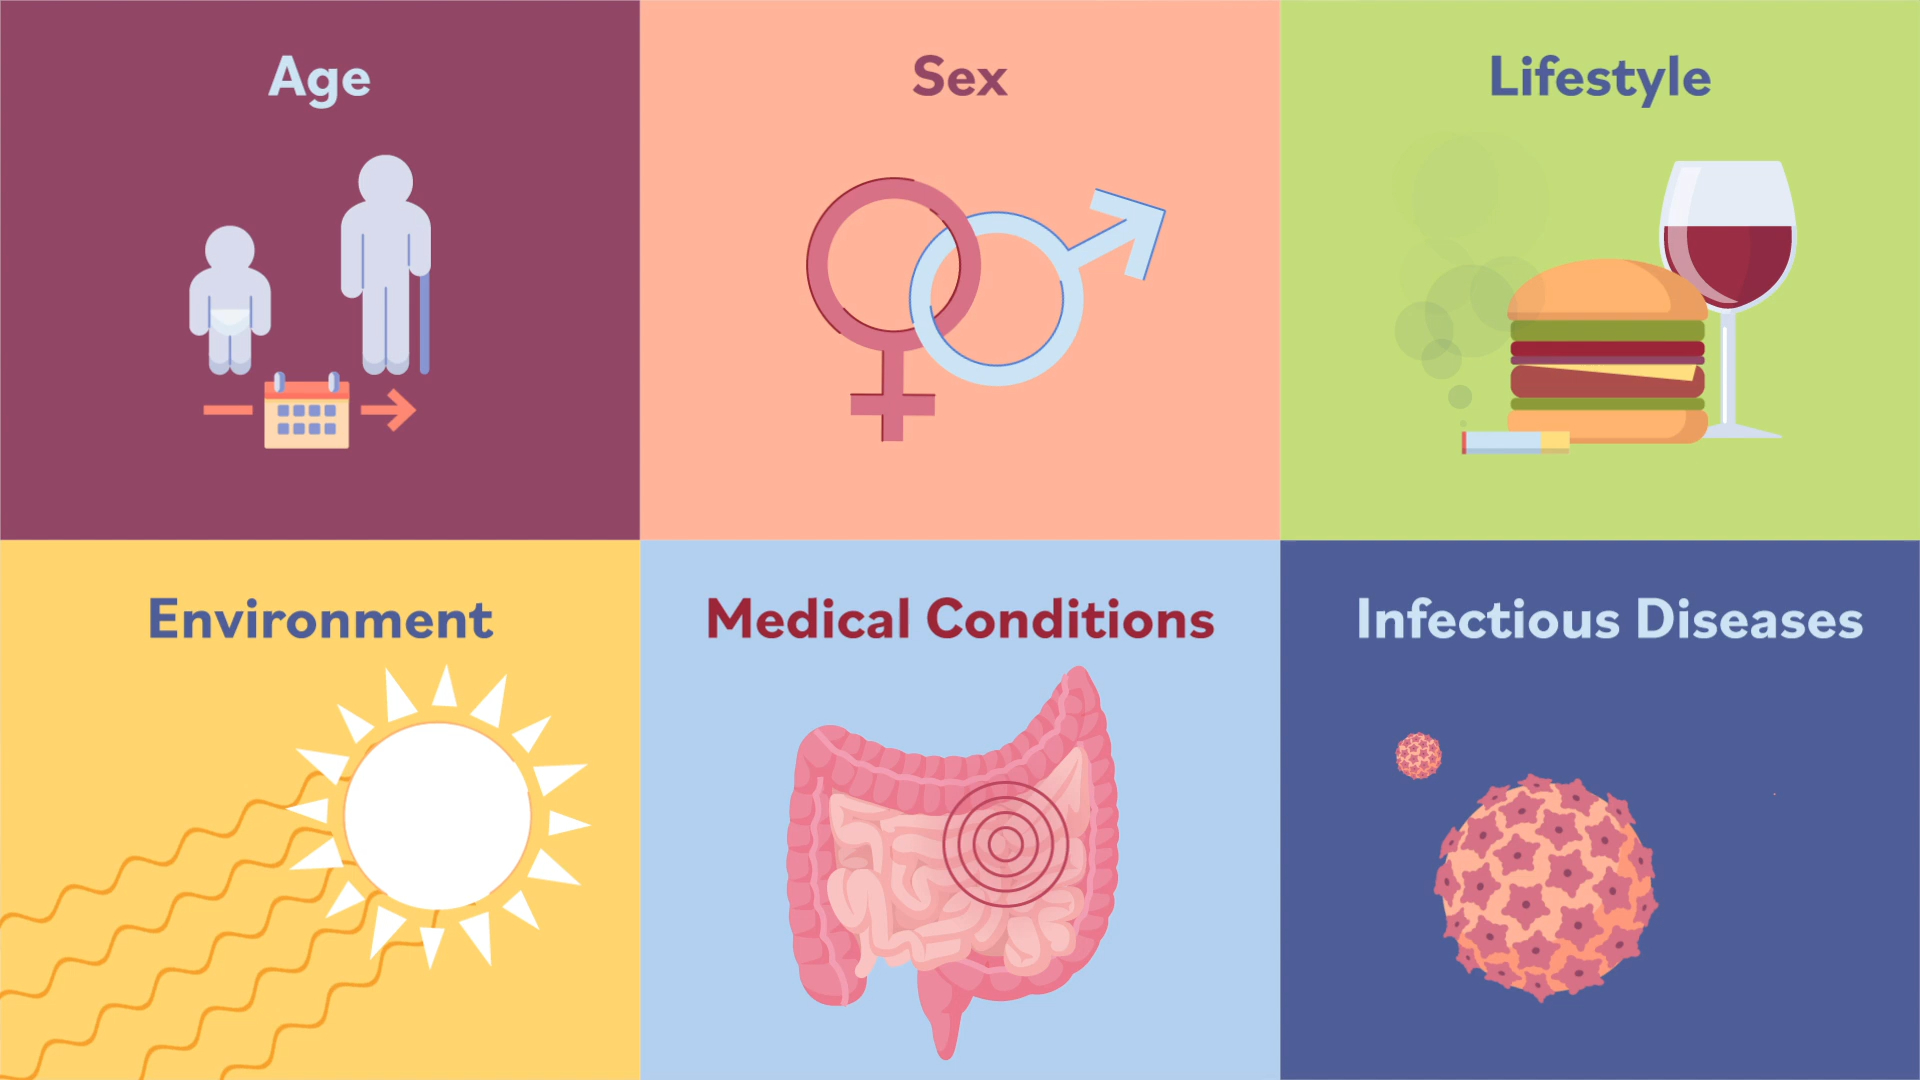 Age
Sex
Lifestyle
Environment
Medical Conditions
Infectious Diseases